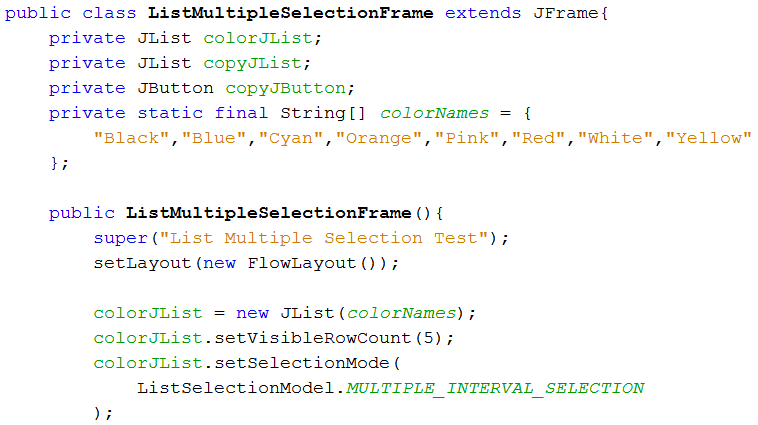 public class ListMultipleSelectionFrame extends JFrame{
    private JList colorJList;
    private JList copyJList;
    private JButton copyJButton;
    private static final String[] colorNames = {
        "Black","Blue","Cyan","Orange","Pink","Red","White","Yellow"
    };

    public ListMultipleSelectionFrame(){
        super("List Multiple Selection Test");
        setLayout(new FlowLayout());

        colorJList = new JList(colorNames);
        colorJList.setVisibleRowCount(5);
        colorJList.setSelectionMode(
            ListSelectionModel.MULTIPLE_INTERVAL_SELECTION
        );